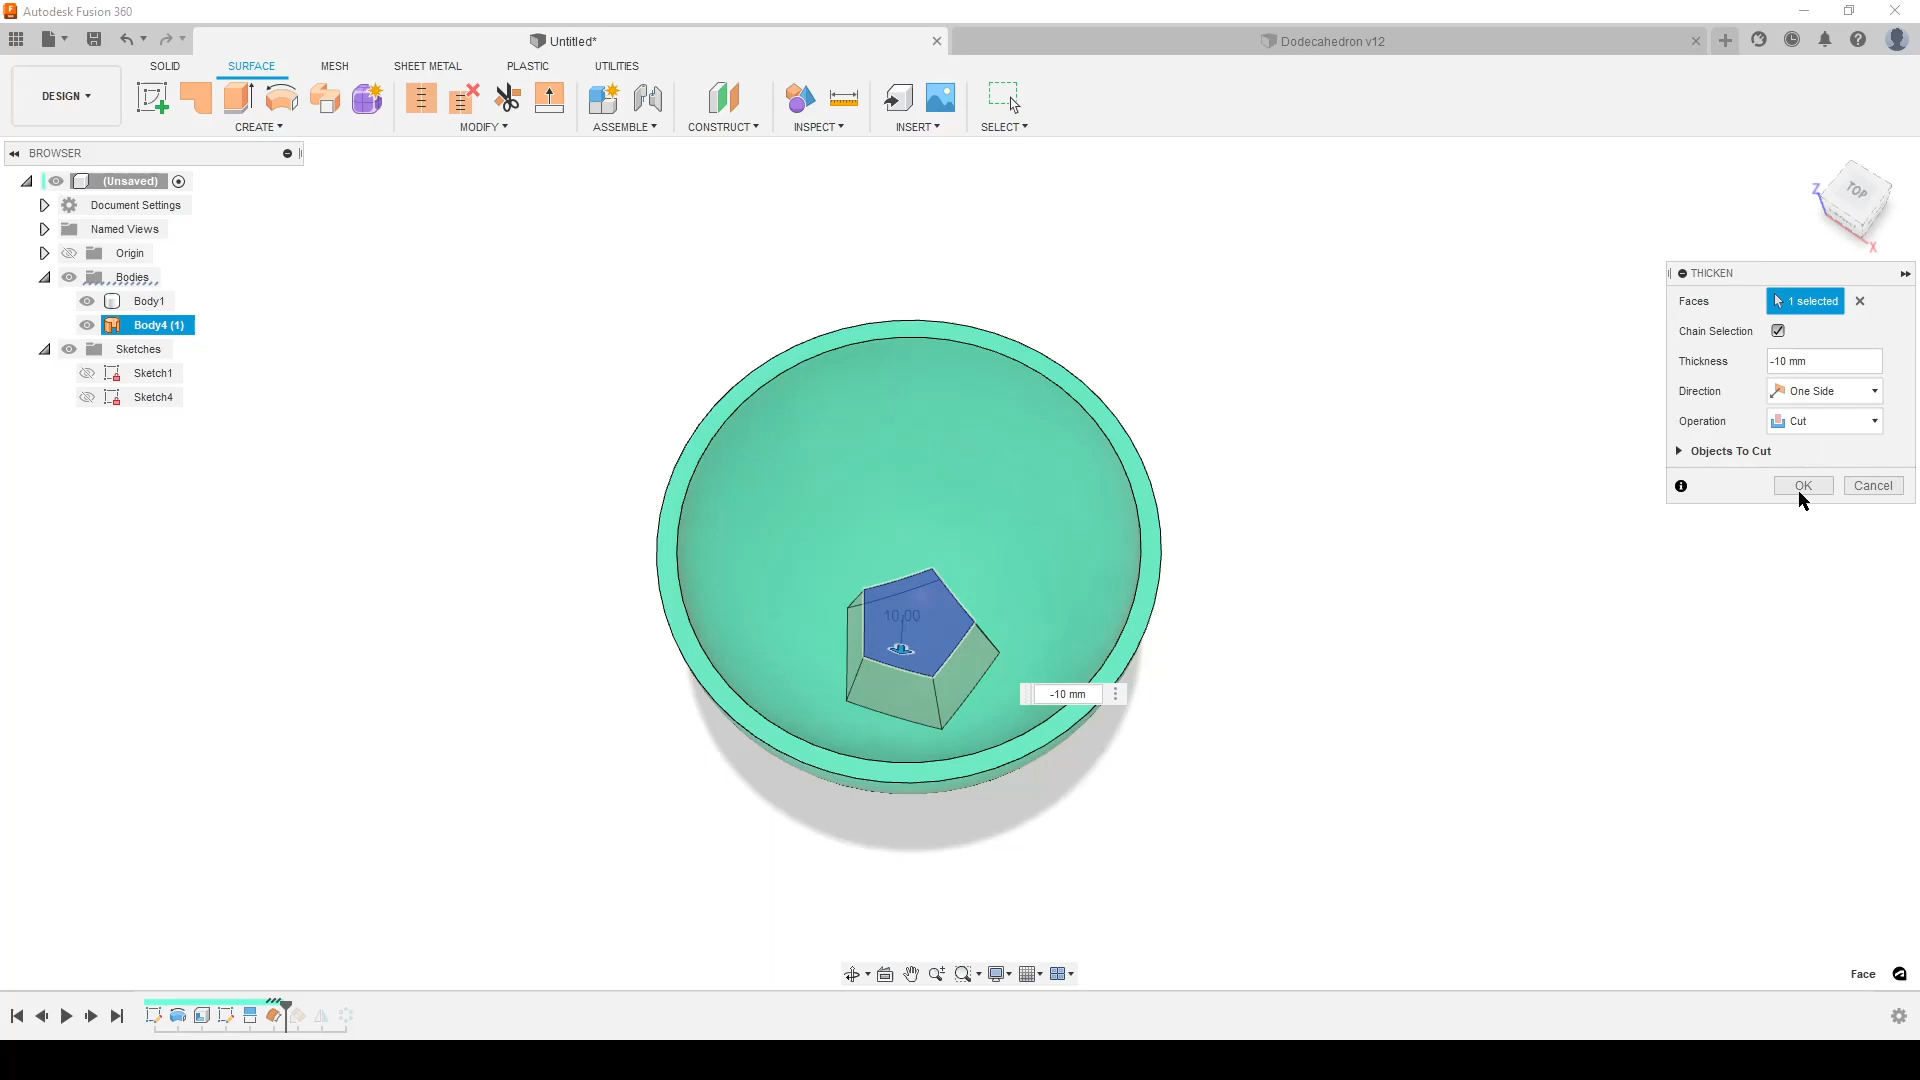 Autodesk Fusion 360
Untitled*
Dodecahedron v12
SOLID
SURFACE
MESH
SHEET METAL
PLASTIC
UTILITIES
DESIGN
CREATE
MODIFY
ASSEMBLE
CONSTRUCT
INSPECT
INSERT
SELECT
BROWSER
(Unsaved)
Document Settings
Named Views
Origin
Bodies
Body1
Body4 (1)
Sketches
Sketch1
Sketch4
TOP
Z
X
THICKEN
Faces 1 selected
Chain Selection
Thickness -10 mm
Direction One Side
Operation Cut
Objects To Cut
OK Cancel
10.00
-10 mm
Face